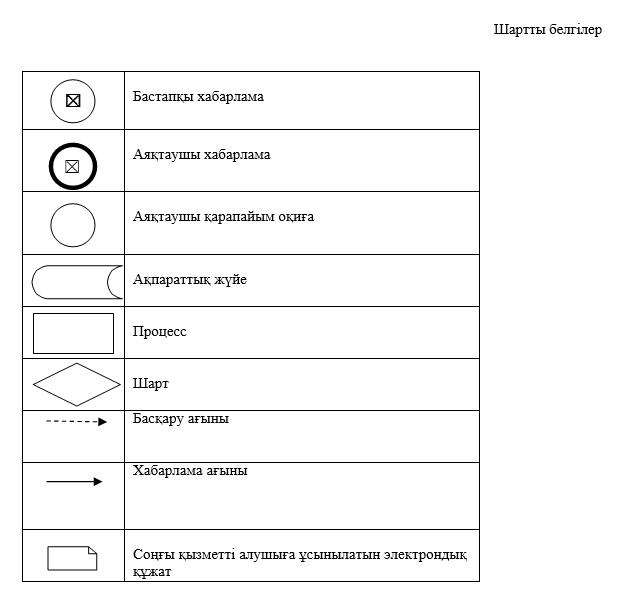 Шартты белгілер
Бастапқы хабарлама
Аяқтаушы хабарлама
Аяқтаушы қарапайым оқиға
Ақпараттық жүйе
Процесс
Шарт
Басқару ағыны
Хабарлама ағыны
Соңғы қызметті алушыға ұсынылатын электрондық
құжат